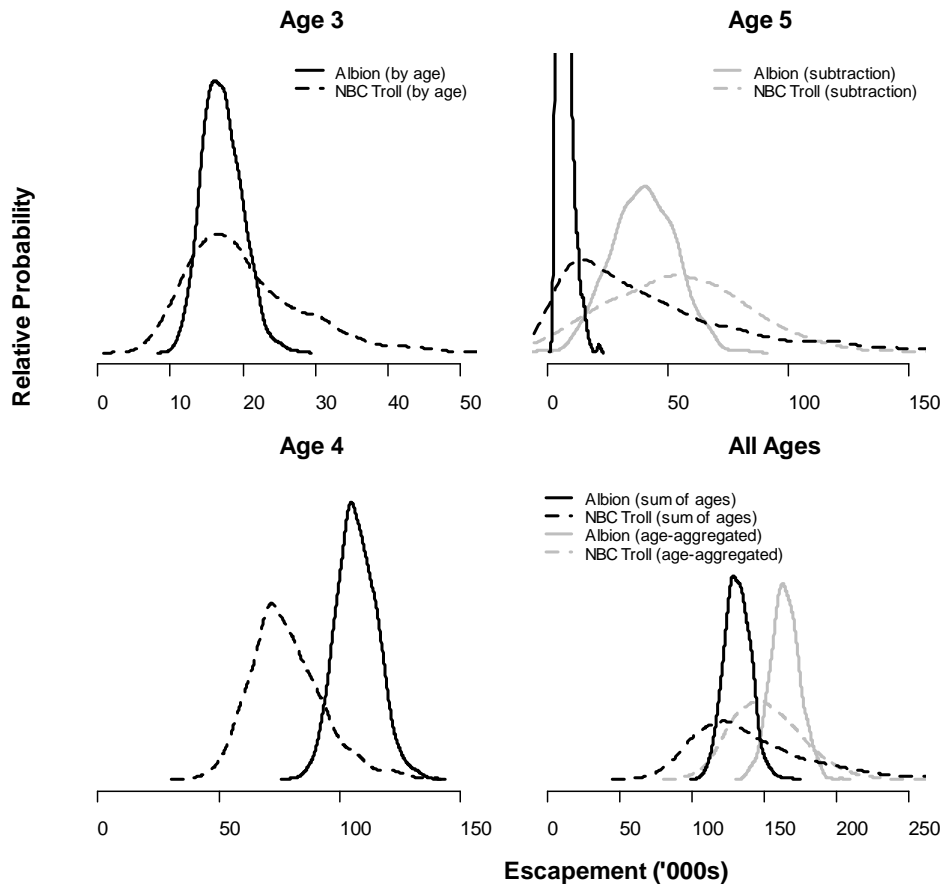 Age 3
Albion (by age)
NBC Troll (by age)
0 10 20 30 40 50
Age 5
Albion (subtraction)
NBC Troll (subtraction)
0 50 100 150
Relative Probability
Age 4
0 50 100 150
All Ages
Albion (sum of ages)
NBC Troll (sum of ages)
Albion (age-aggregated)
NBC Troll (age-aggregated)
0 50 100 150 200 250
Escapement ('000s)